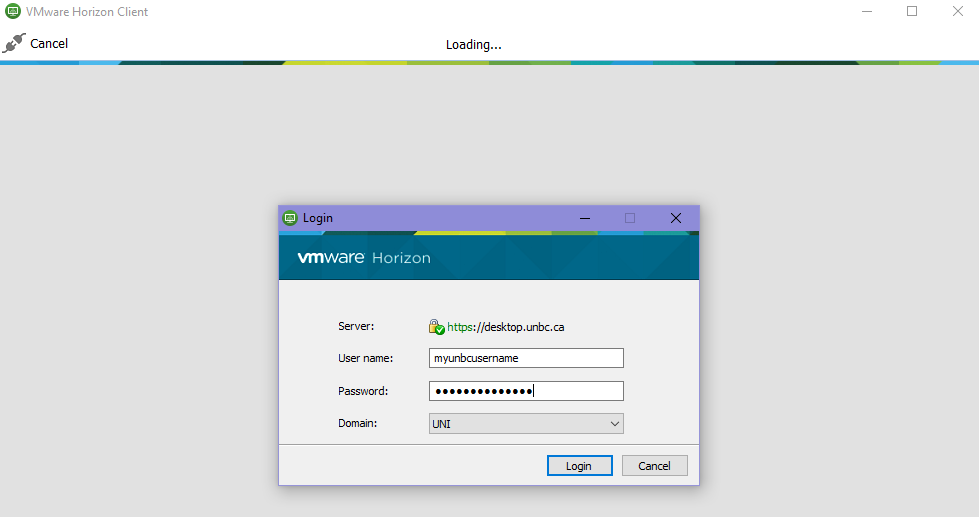 VMware Horizon Client
Cancel
Loading...
Login
vmware Horizon
Server: https://desktop.unbc.ca
User name: myunbcusername
Password: ●●●●●●●●●●●●●●
Domain: UNI
Login Cancel